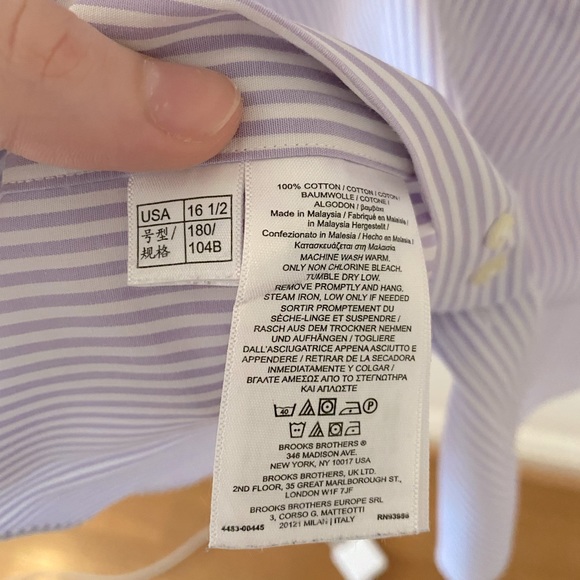 USA 16 1/2
号型/ 180/
规格 104B
100% COTTON / COTON / COTTON /
BAUMWOLLE / COTONE /
ALGODON / βαμβάκι
Made in Malaysia / Fabriqué en Malaisie /
in Malaysia Hergestellt /
Confezionato in Malesia / Hecho en Malasia /
Κατασκευάζεται στη Μαλαισία
MACHINE WASH WARM.
ONLY NON CHLORINE BLEACH.
TUMBLE DRY LOW.
REMOVE PROMPTLY AND HANG.
STEAM IRON, LOW ONLY IF NEEDED
SORTIR PROMPTEMENT DU
SÈCHE-LINGE ET SUSPENDRE /
RASCH AUS DEM TROCKNER NEHMEN
UND AUFHÄNGEN / TOGLIERE
DALL'ASCIUGATRICE APPENA ASCIUTTO E
APPENDERE / RETIRAR DE LA SECADORA
INMEDIATAMENTE Y COLGAR /
ΒΓΑΛΤΕ ΑΜΕΣΩΣ ΑΠΟ ΤΟ ΣΤΕΓΝΩΤΗΡΑ
ΚΑΙ ΑΠΛΩΣΤΕ
40 P
BROOKS BROTHERS ®
346 MADISON AVE.
NEW YORK, NY 10017 USA
BROOKS BROTHERS, UK LTD.
2ND FLOOR, 35 GREAT MARLBOROUGH ST.,
LONDON W1F 7JF
BROOKS BROTHERS EUROPE SRL
3, CORSO G. MATTEOTTI
4483-00445 20121 MILAN | ITALY